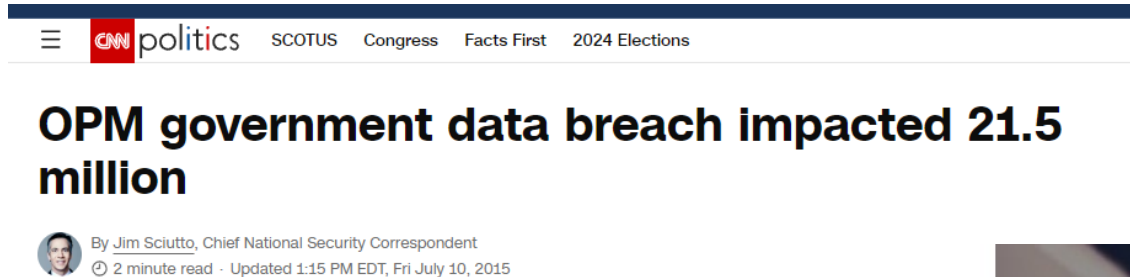 CNN politics SCOTUS Congress Facts First 2024 Elections
OPM government data breach impacted 21.5
million
By Jim Sciutto, Chief National Security Correspondent
2 minute read · Updated 1:15 PM EDT, Fri July 10, 2015